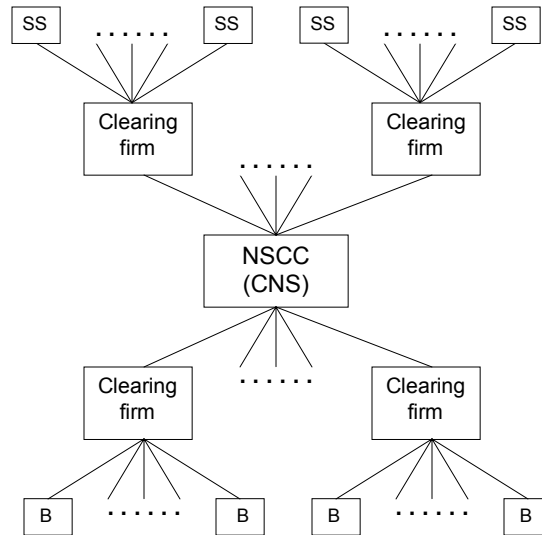 SS ...... SS SS ...... SS
Clearing Clearing
firm firm
......
NSCC
(CNS)
......
Clearing Clearing
firm firm
B ...... B B ...... B